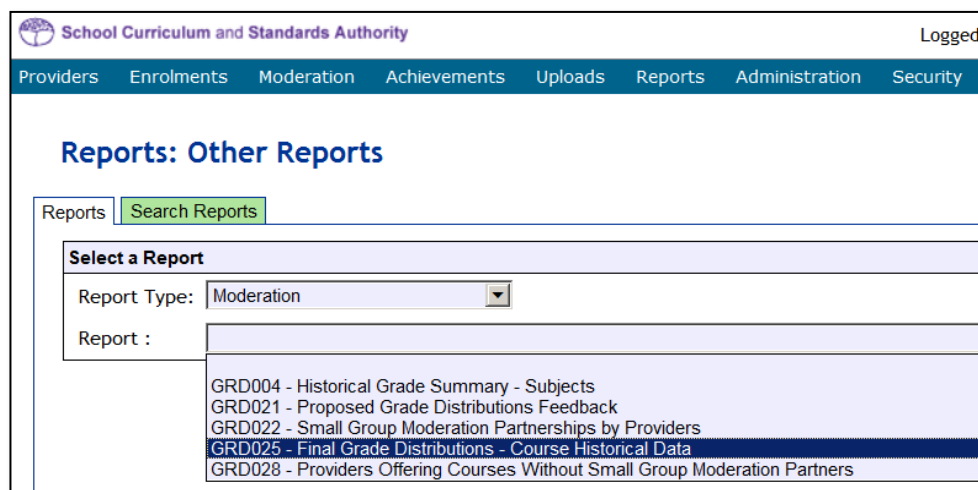 School Curriculum and Standards Authority Logged
Providers Enrolments Moderation Achievements Uploads Reports Administration Security
Reports: Other Reports
Reports Search Reports
Select a Report
Report Type: Moderation
Report :
GRD004 - Historical Grade Summary - Subjects
GRD021 - Proposed Grade Distributions Feedback
GRD022 - Small Group Moderation Partnerships by Providers
GRD025 - Final Grade Distributions - Course Historical Data
GRD028 - Providers Offering Courses Without Small Group Moderation Partners